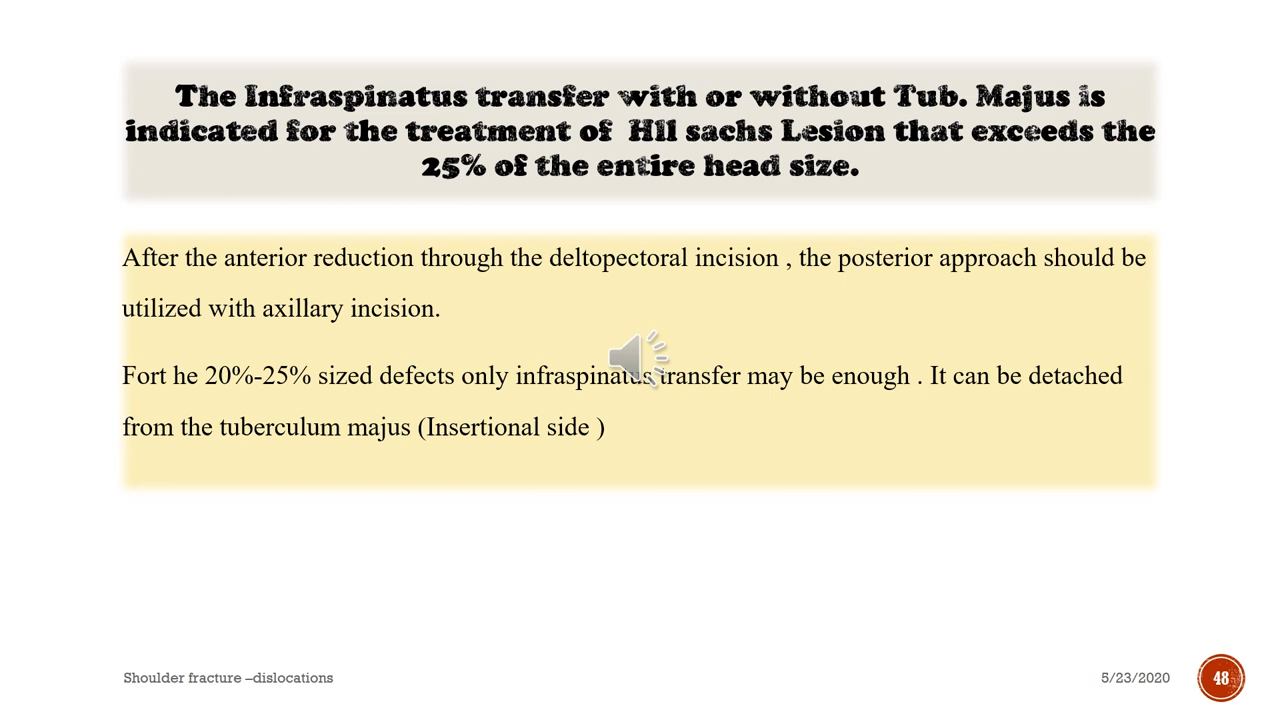 The Infraspinatus transfer with or without Tub. Majus is
indicated for the treatment of Hll sachs Lesion that exceeds the
25% of the entire head size.
After the anterior reduction through the deltopectoral incision , the posterior approach should be
utilized with axillary incision.
Fort he 20%-25% sized defects only infraspinatus transfer may be enough . It can be detached
from the tuberculum majus (Insertional side )
Shoulder fracture –dislocations
5/23/2020
48